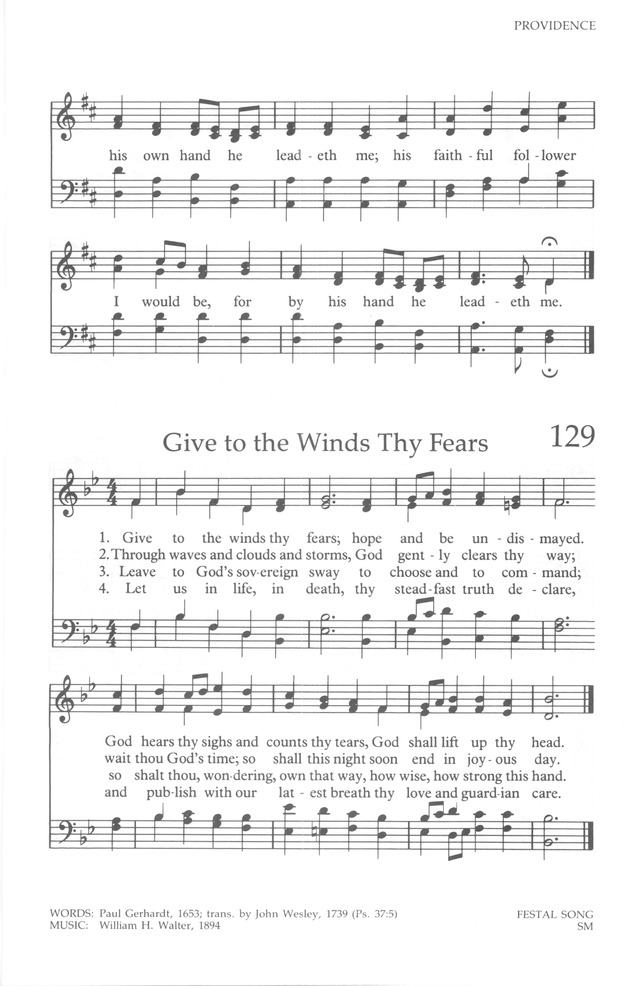 PROVIDENCE
his own hand he lead - eth me; his faith - ful fol - lower
I would be, for by his hand he lead - eth me.
Give to the Winds Thy Fears 129
1. Give to the winds thy fears; hope and be un - dis - mayed.
2. Through waves and clouds and storms, God gent - ly clears thy way;
3. Leave to God's sov-ereign sway to choose and to com - mand;
4. Let us in life, in death, thy stead-fast truth de - clare,
God hears thy sighs and counts thy tears, God shall lift up thy head.
wait thou God's time; so shall this night soon end in joy - ous day.
so shalt thou, won-dering, own that way, how wise, how strong this hand.
and pub-lish with our lat - est breath thy love and guard-ian care.
WORDS: Paul Gerhardt, 1653; trans. by John Wesley, 1739 (Ps. 37:5) FESTAL SONG
MUSIC: William H. Walter, 1894 SM